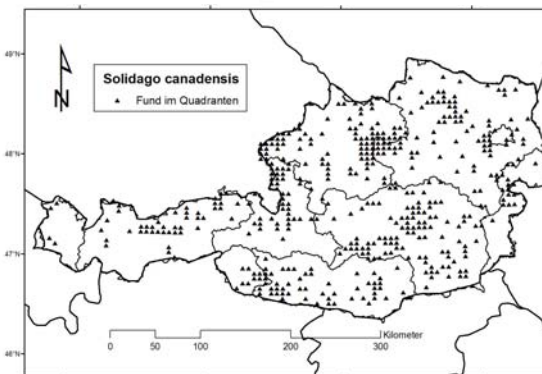 49°N
N
Solidago canadensis
Fund im Quadranten
48°N
47°N
Kilometer
0 50 100 200 300
46°N